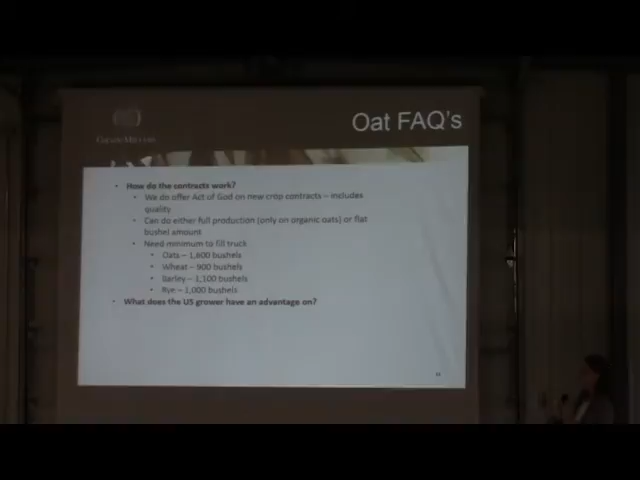 Oat FAQ's
GRAIN MILLERS
• How do the contracts work?
• We do offer Act of God on new crop contracts – includes
quality
• Can do either full production (only on organic oats) or flat
bushel amount
• Need minimum to fill truck
• Oats – 1,600 bushels
• Wheat – 900 bushels
• Barley – 1,100 bushels
• Rye – 1,000 bushels
• What does the US grower have an advantage on?